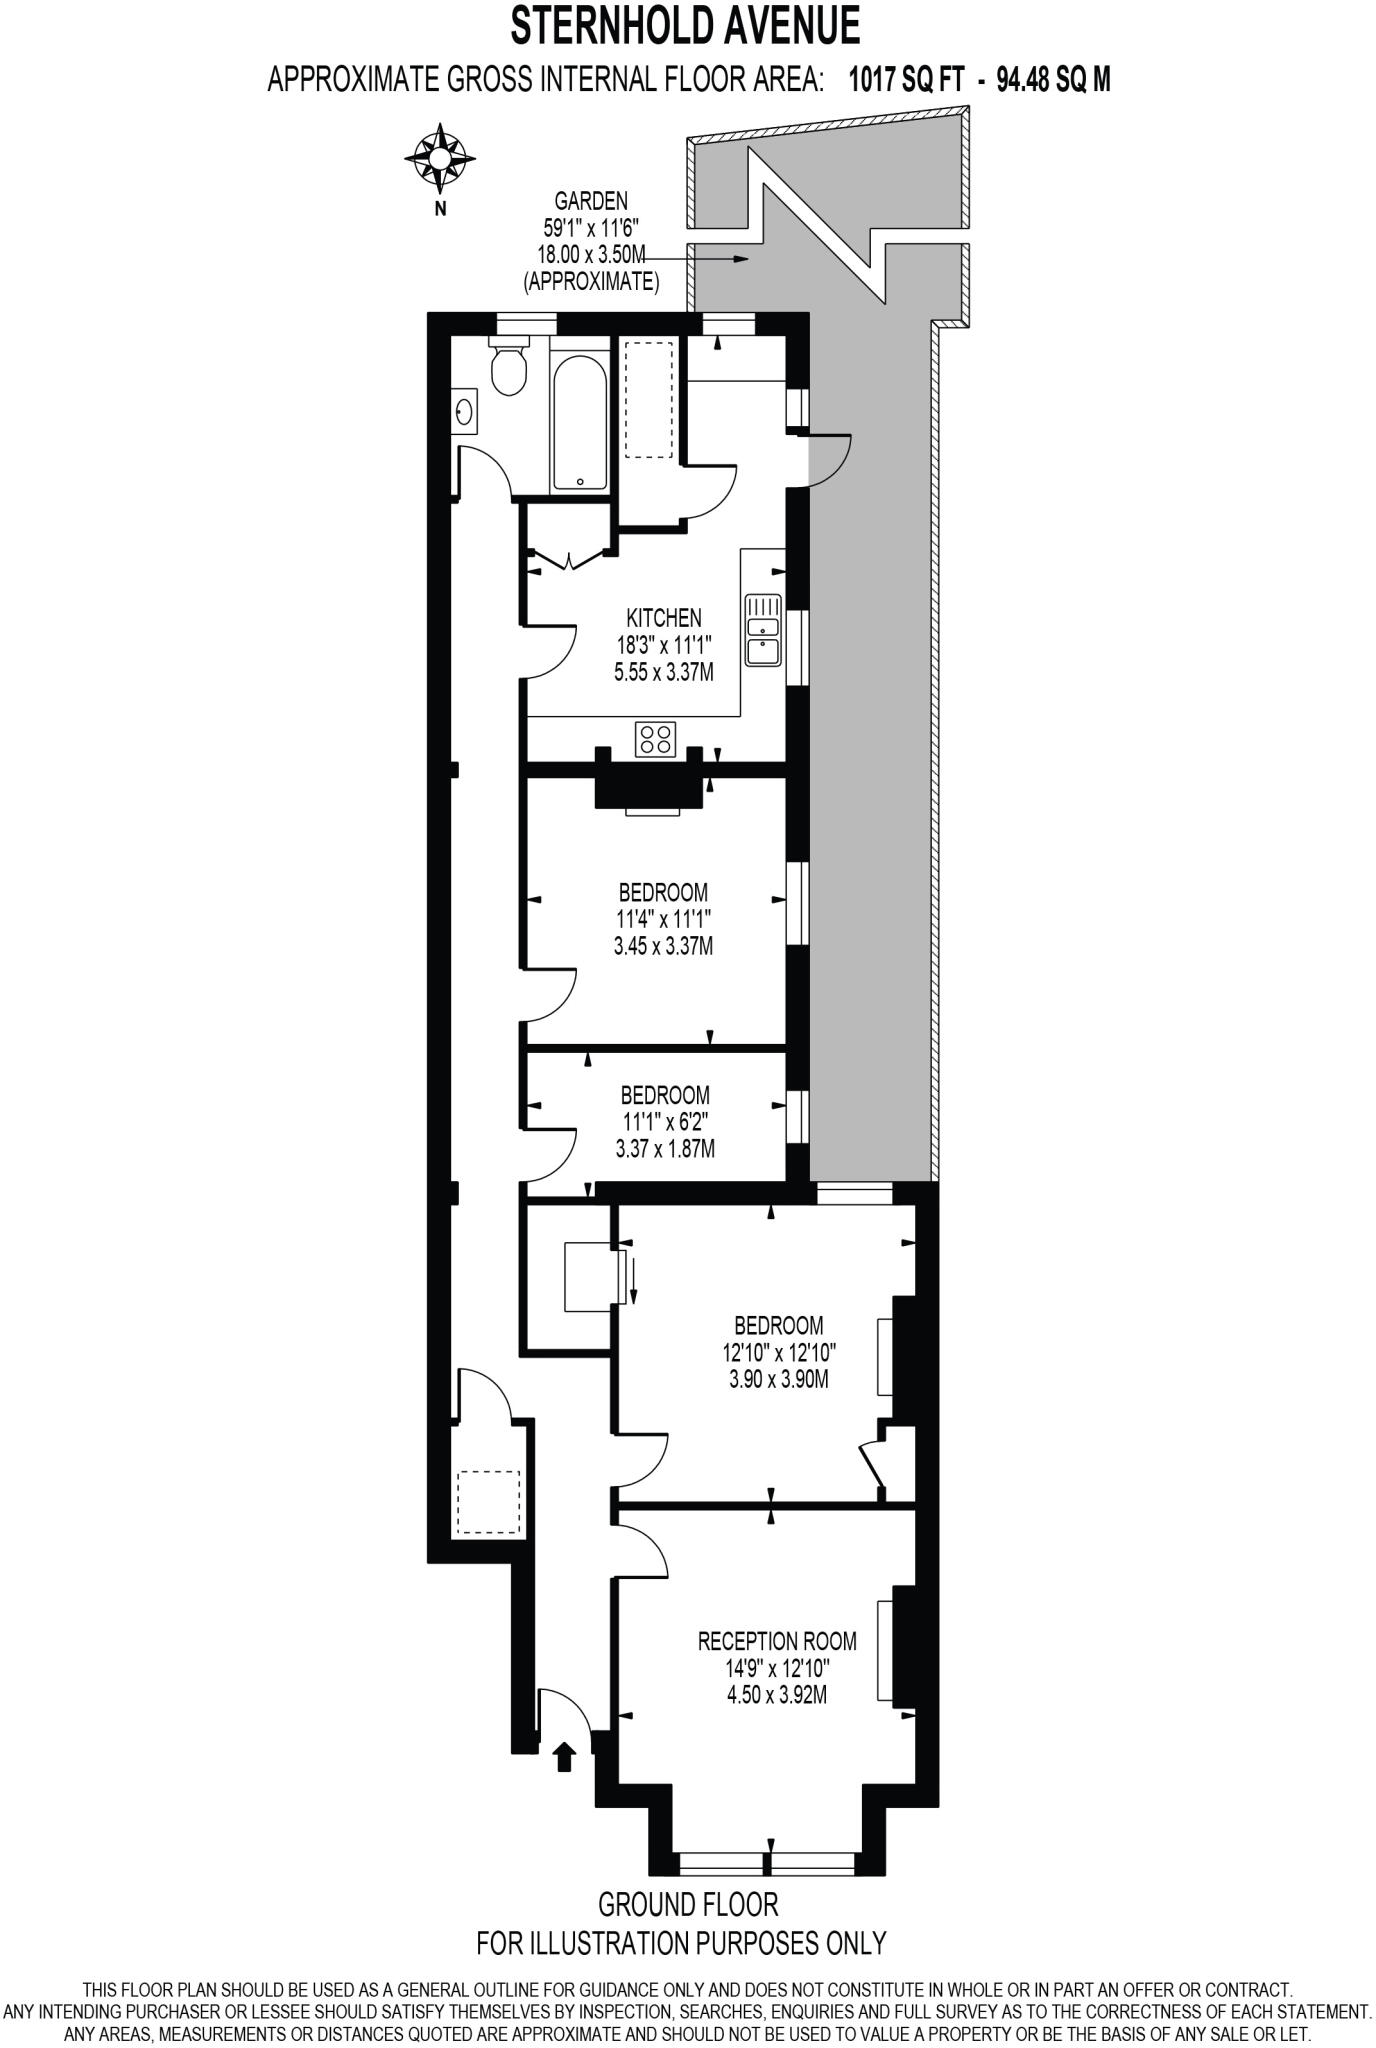 STERNHOLD AVENUE
APPROXIMATE GROSS INTERNAL FLOOR AREA: 1017 SQ FT - 94.48 SQ M
N
GARDEN
59'1" x 11'6"
18.00 x 3.50M
(APPROXIMATE)
KITCHEN
18'3" x 11'1"
5.55 x 3.37M
BEDROOM
11'4" x 11'1"
3.45 x 3.37M
BEDROOM
11'1" x 6'2"
3.37 x 1.87M
BEDROOM
12'10" x 12'10"
3.90 x 3.90M
RECEPTION ROOM
14'9" x 12'10"
4.50 x 3.92M
GROUND FLOOR
FOR ILLUSTRATION PURPOSES ONLY
THIS FLOOR PLAN SHOULD BE USED AS A GENERAL OUTLINE FOR GUIDANCE ONLY AND DOES NOT CONSTITUTE IN WHOLE OR IN PART AN OFFER OR CONTRACT.
ANY INTENDING PURCHASER OR LESSEE SHOULD SATISFY THEMSELVES BY INSPECTION, SEARCHES, ENQUIRIES AND FULL SURVEY AS TO THE CORRECTNESS OF EACH STATEMENT.
ANY AREAS, MEASUREMENTS OR DISTANCES QUOTED ARE APPROXIMATE AND SHOULD NOT BE USED TO VALUE A PROPERTY OR BE THE BASIS OF ANY SALE OR LET.